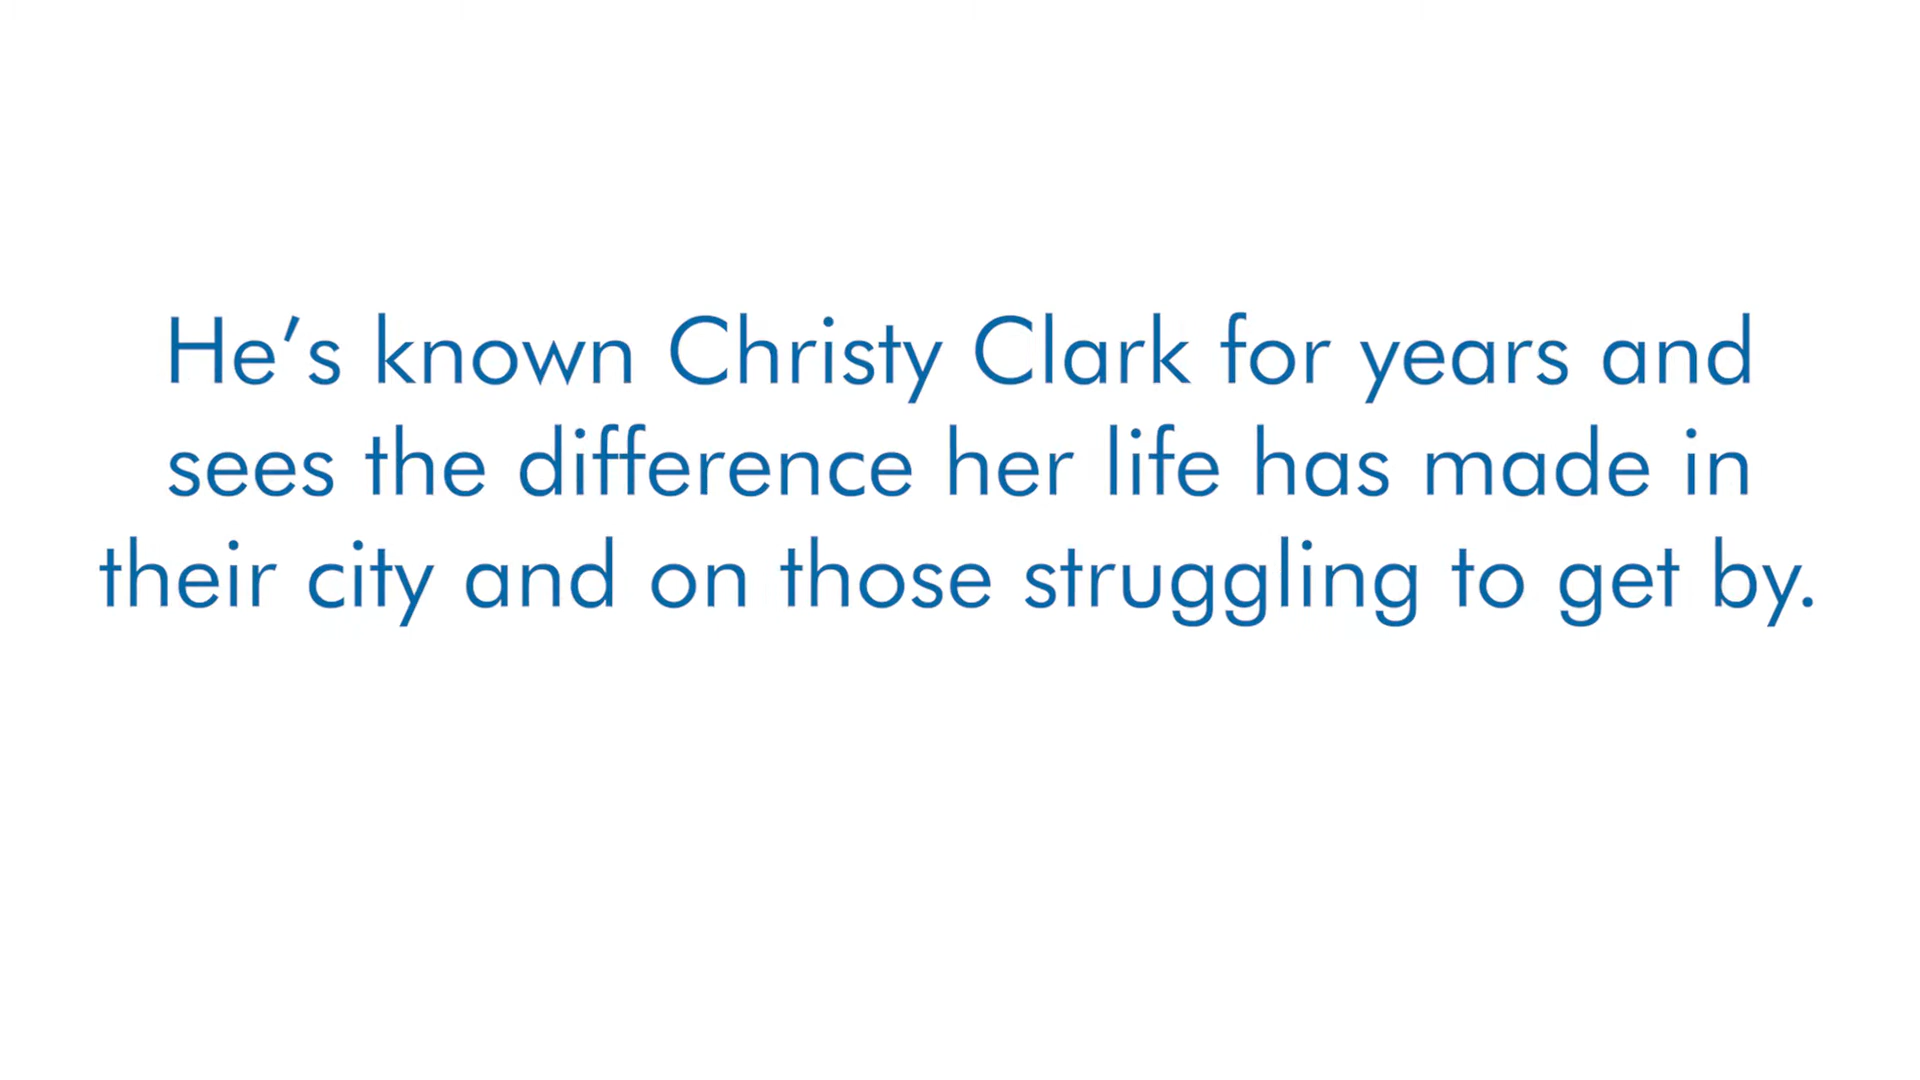 He’s known Christy Clark for years and
sees the difference her life has made in
their city and on those struggling to get by.